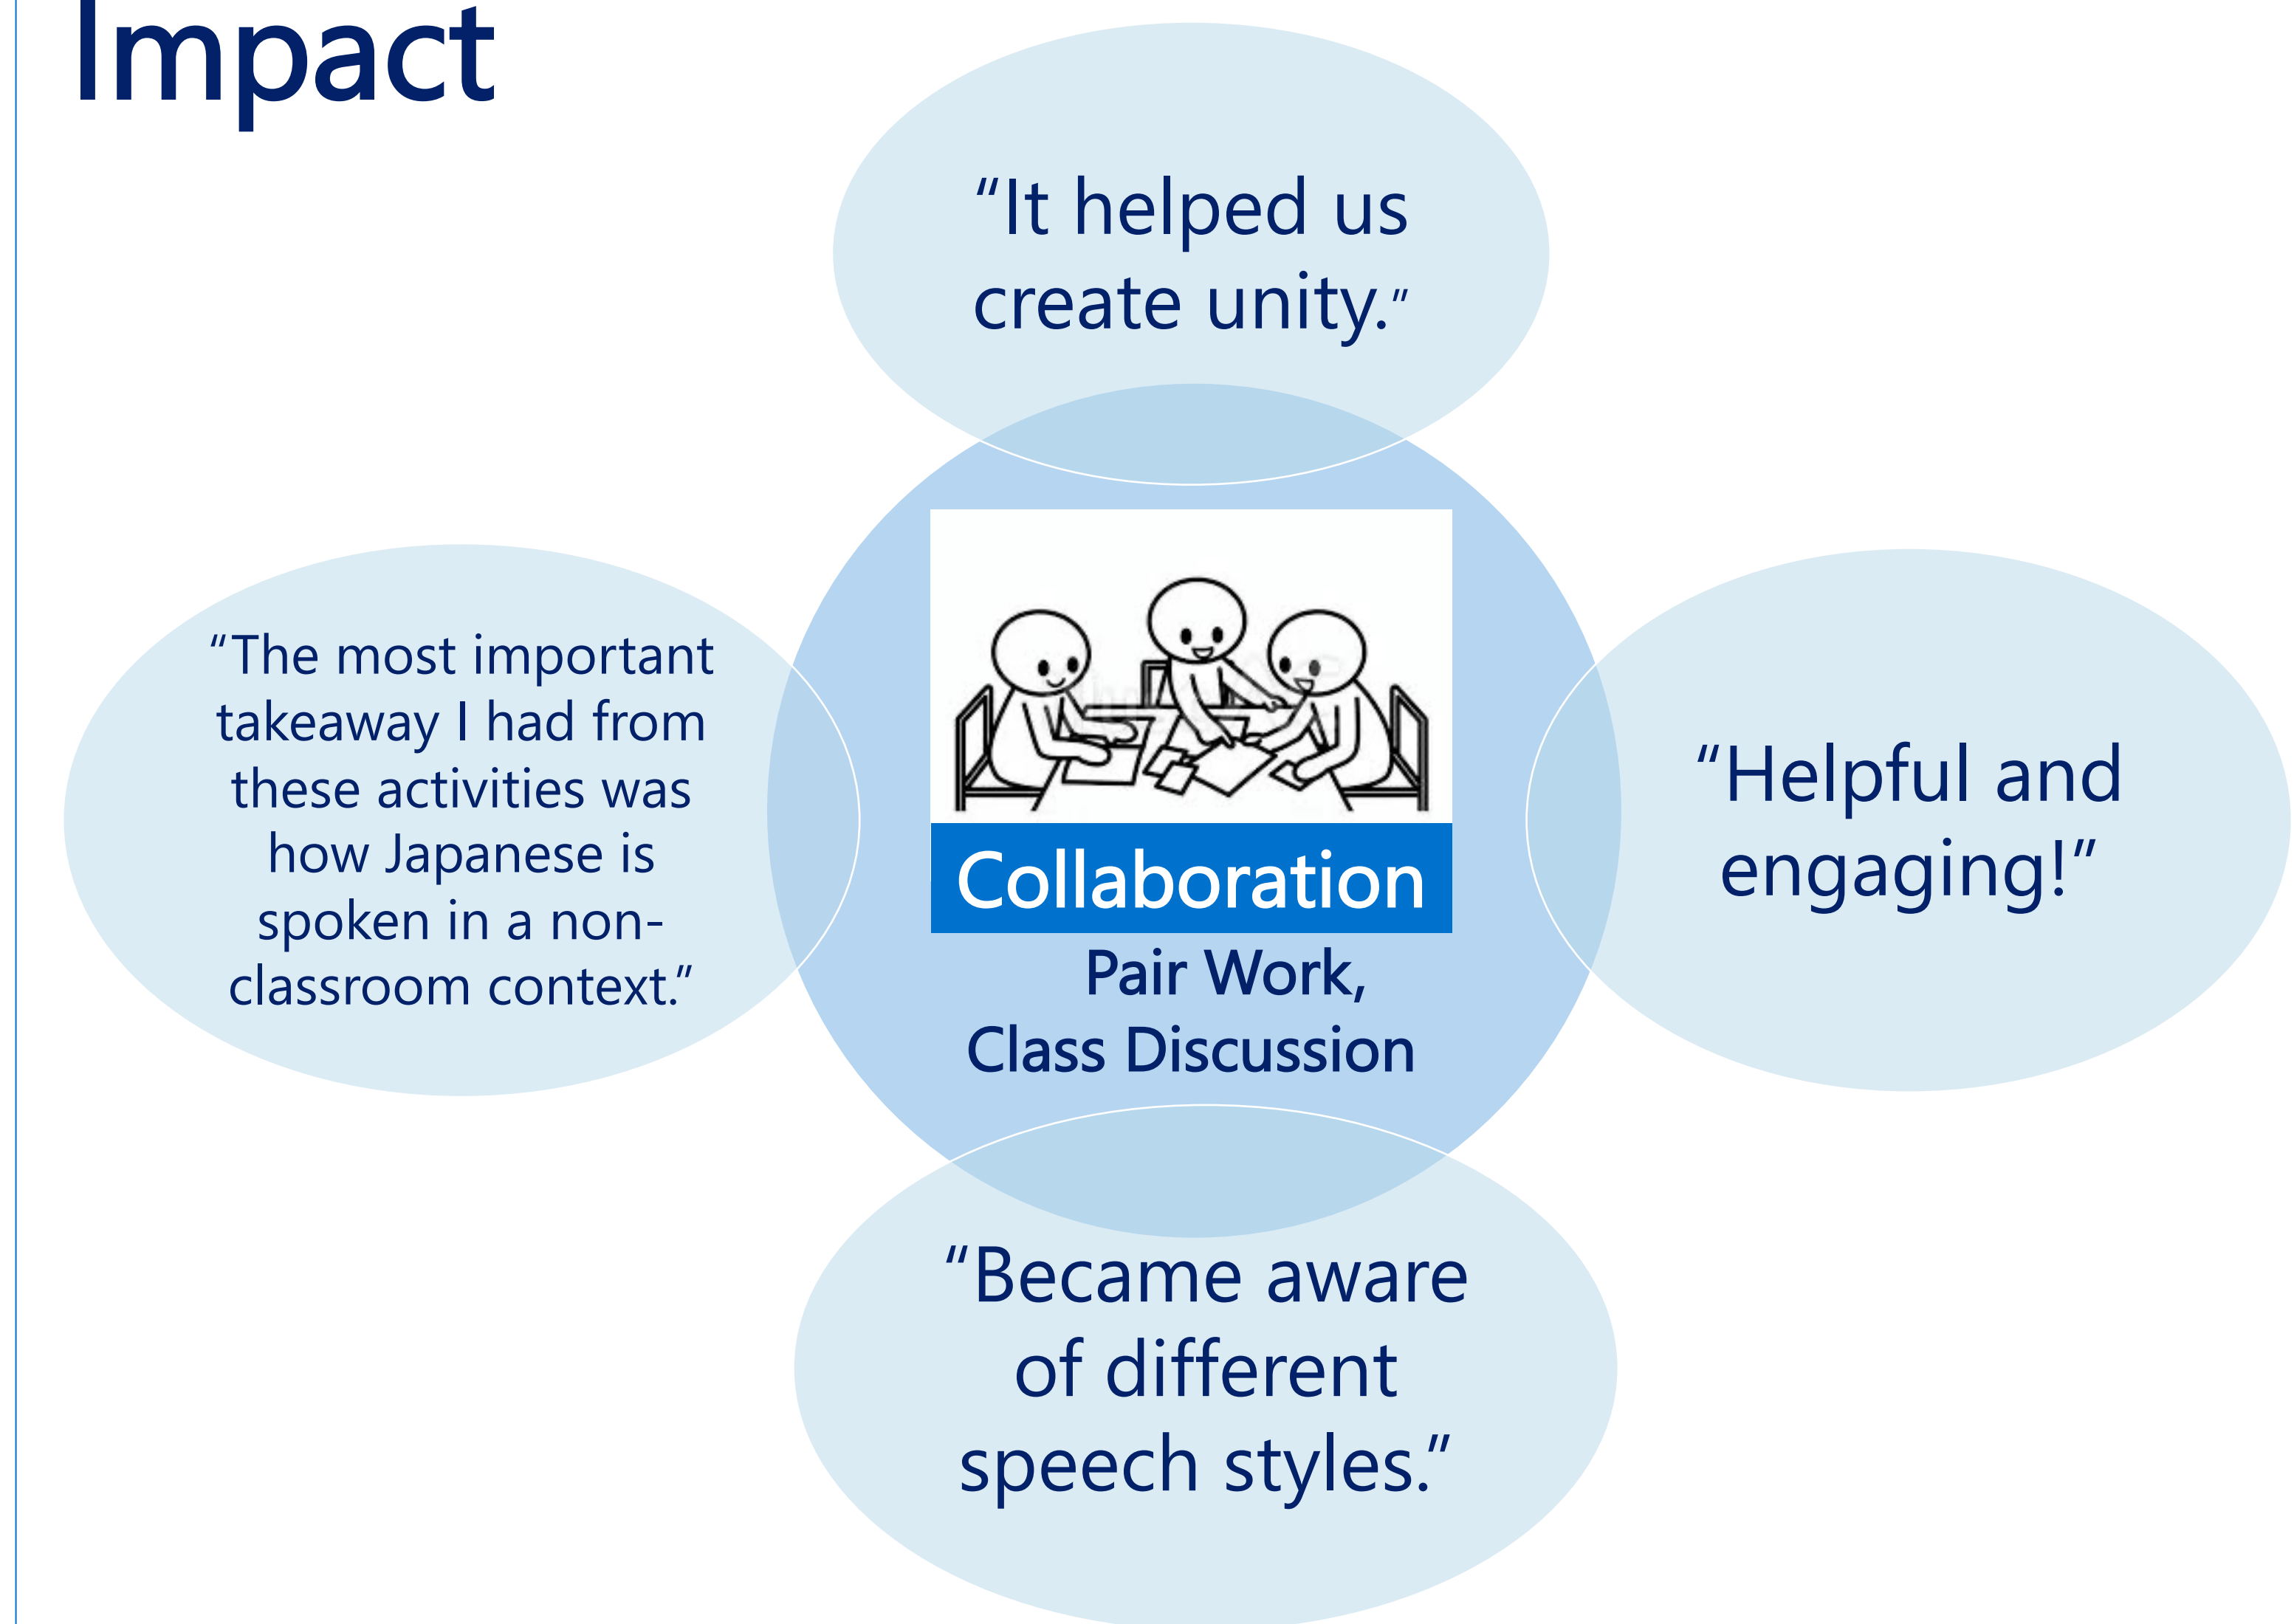 Impact
“It helped us
create unity.”
“The most important
takeaway I had from
these activities was
how Japanese is
spoken in a non-
classroom context.”
Collaboration
Pair Work,
Class Discussion
“Helpful and
engaging!”
“Became aware
of different
speech styles.”